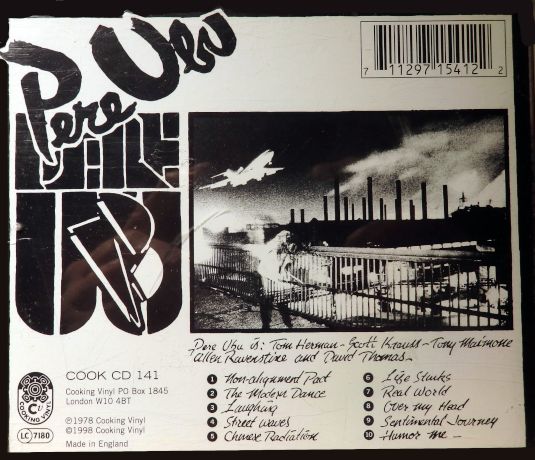 Pere Ubu
7 11297 15412 2
Pere Ubu is: Tom Herman - Scott Krauss - Tony Maimone
Allen Ravenstine and David Thomas
COOK CD 141
Cooking Vinyl PO Box 1845
London W10 4BT
℗1978 Cooking Vinyl
©1998 Cooking Vinyl
Made in England
COOKING VINYL
LC 7180
1 Non-alignment Pact
2 The Modern Dance
3 Laughing
4 Street Waves
5 Chinese Radiation
6 Life Stinks
7 Real World
8 Over my Head
9 Sentimental Journey
10 Humor me